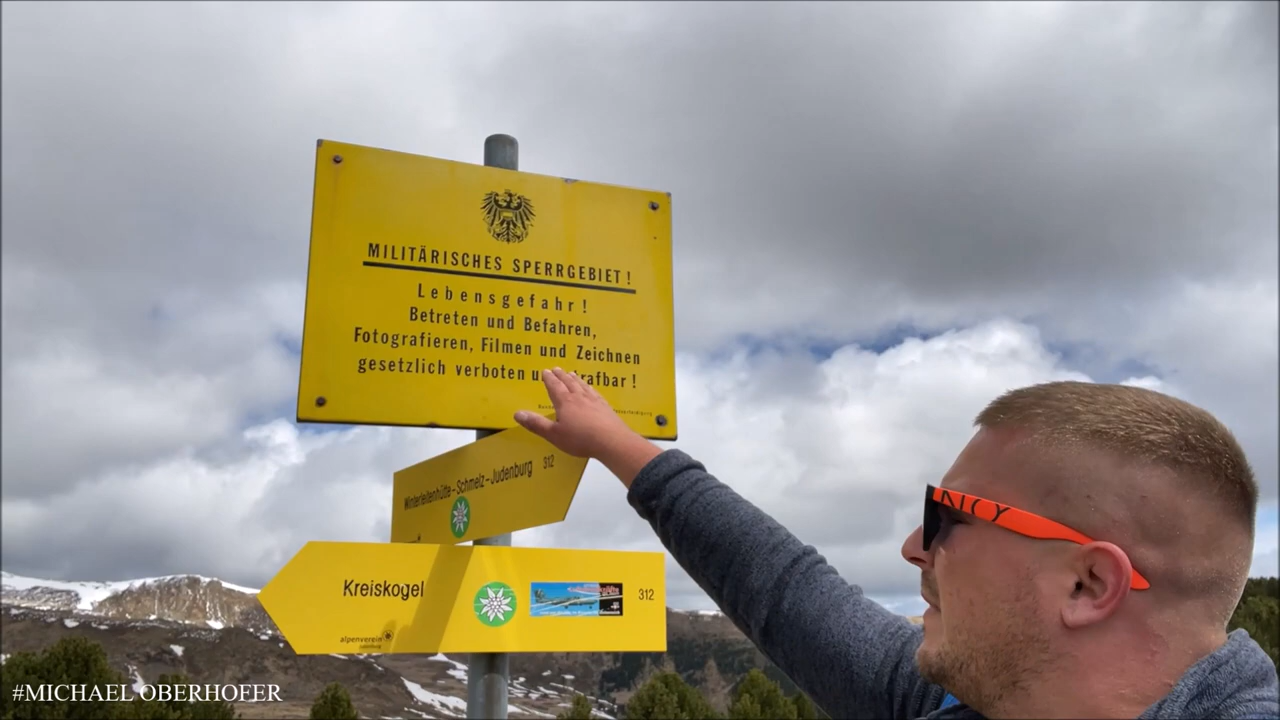 MILITÄRISCHES SPERRGEBIET!
Lebensgefahr!
Betreten und Befahren,
Fotografieren, Filmen und Zeichnen
gesetzlich verboten
Winterleitenhütte-Schmelz-Judenburg 312
Kreiskogel
312
alpenverein
#MICHAEL OBERHOFER